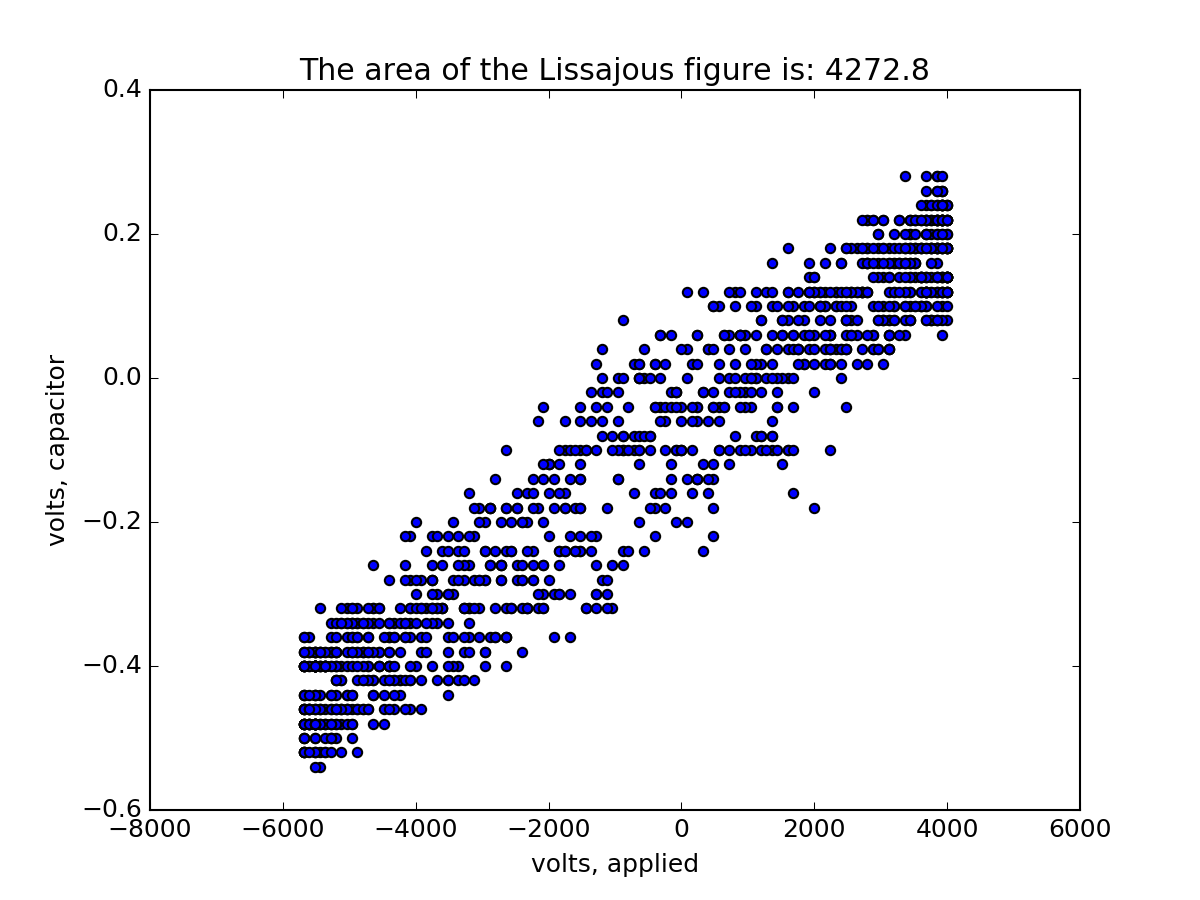 The area of the Lissajous figure is: 4272.8
0.4
0.2
0.0
−0.2
−0.4
−0.6
volts, capacitor
−8000 −6000 −4000 −2000 0 2000 4000 6000
volts, applied